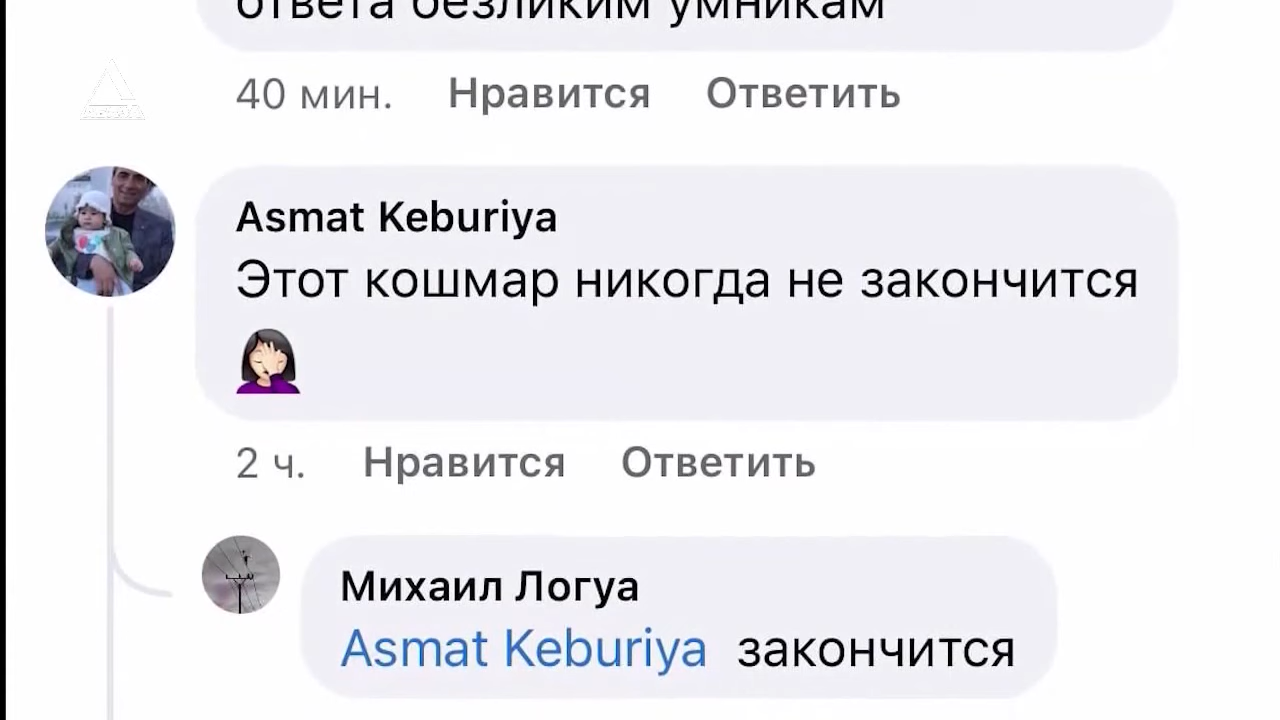 ответа безликим умникам
40 мин. Нравится Ответить
Asmat Keburiya
Этот кошмар никогда не закончится
🤦🏻‍♀️
2 ч. Нравится Ответить
Михаил Логуа
Asmat Keburiya закончится